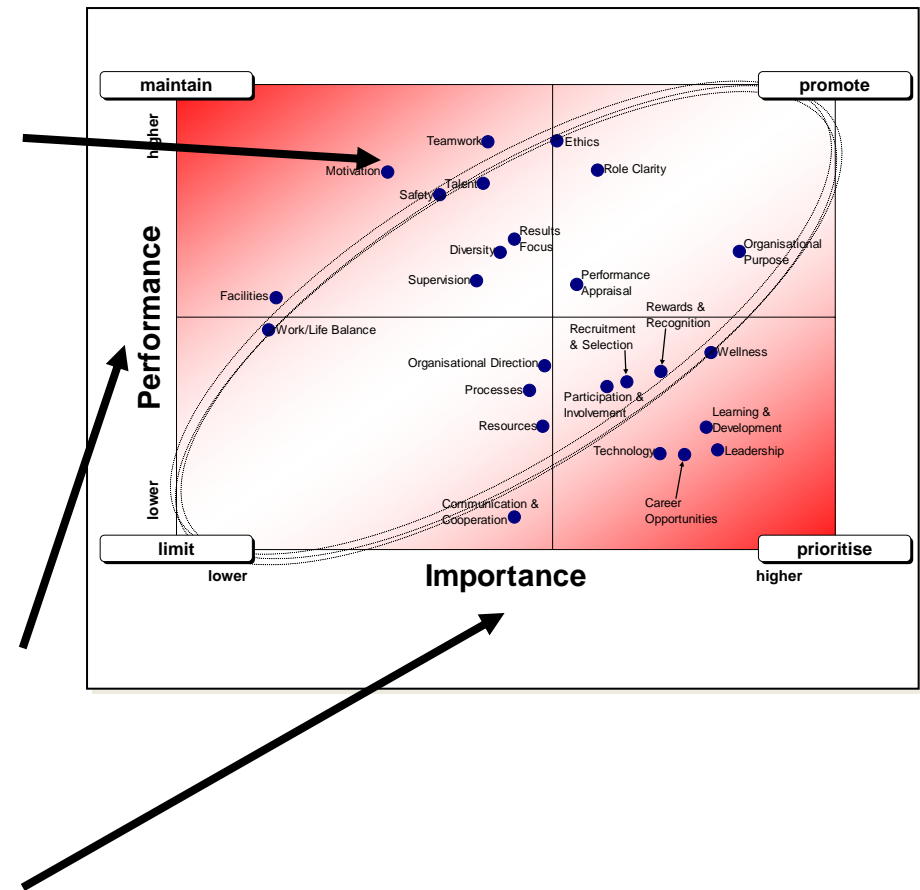 maintain
promote
higher
Teamwork
Ethics
Motivation
Role Clarity
Talent
Safety
Results
Focus
Diversity
Organisational
Purpose
Supervision
Performance
Appraisal
Facilities
Rewards &
Recognition
Performance
Work/Life Balance
Recruitment
& Selection
Wellness
Organisational Direction
Processes
Participation &
Involvement
Learning &
Development
Resources
Technology
Leadership
lower
Communication &
Cooperation
Career
Opportunities
limit
prioritise
lower
Importance
higher